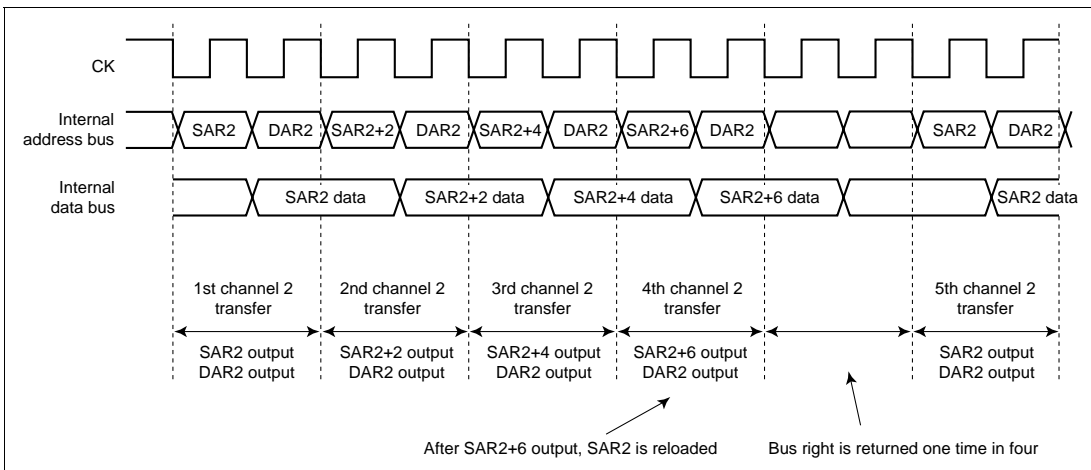 CK
Internal
address bus
SAR2 DAR2 SAR2+2 DAR2 SAR2+4 DAR2 SAR2+6 DAR2 SAR2 DAR2
Internal
data bus
SAR2 data SAR2+2 data SAR2+4 data SAR2+6 data SAR2 data
1st channel 2
transfer
2nd channel 2
transfer
3rd channel 2
transfer
4th channel 2
transfer
5th channel 2
transfer
SAR2 output
DAR2 output
SAR2+2 output
DAR2 output
SAR2+4 output
DAR2 output
SAR2+6 output
DAR2 output
SAR2 output
DAR2 output
After SAR2+6 output, SAR2 is reloaded
Bus right is returned one time in four